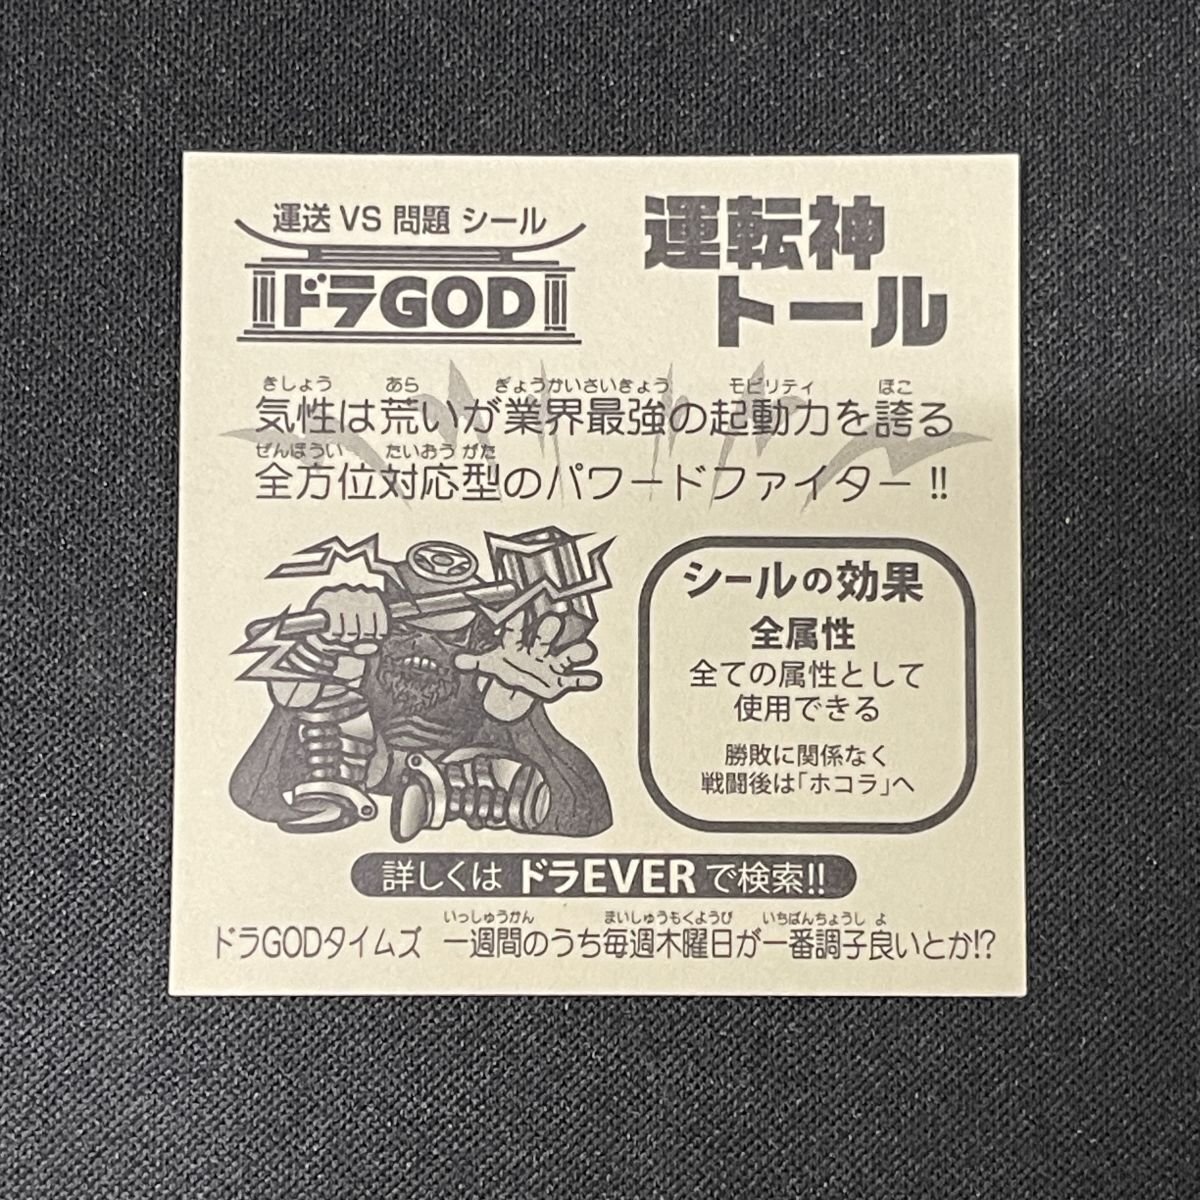 運送 VS 問題 シール
ドラGOD
運転神
トール
きしょう あら ぎょうかいさいきょう モビリティ ほこ
気性は荒いが業界最強の起動力を誇る
ぜんほうい たいおう がた
全方位対応型のパワードファイター!!
シールの効果
全属性
全ての属性として
使用できる
勝敗に関係なく
戦闘後は「ホコラ」へ
詳しくは ドラEVER で検索!!
いっしゅうかん まいしゅうもくようび いちばんちょうし よ
ドラGODタイムズ 一週間のうち毎週木曜日が一番調子良いとか!?